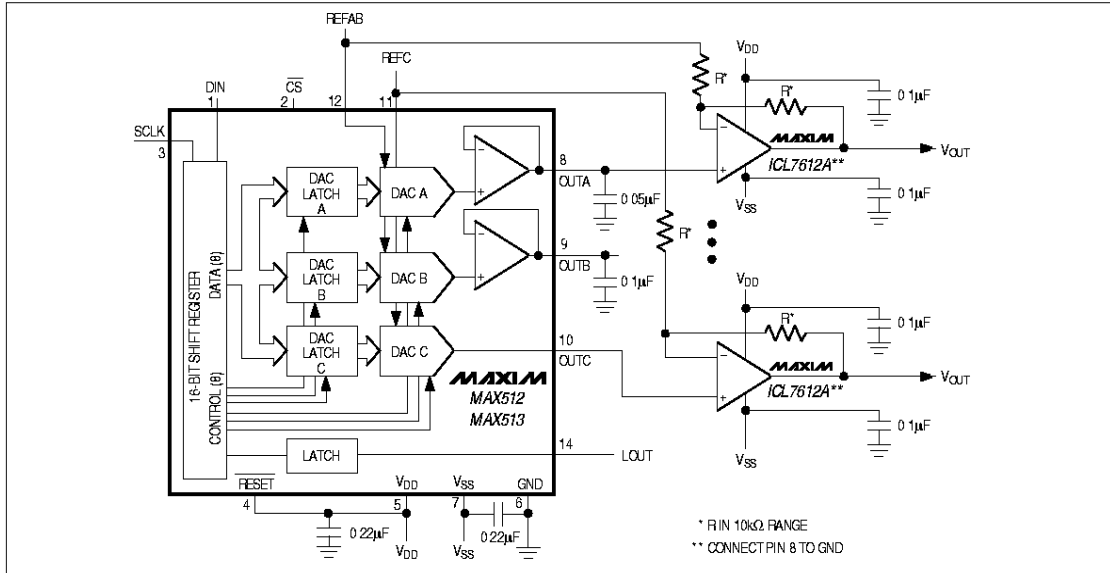 REFAB
REFC
DIN
CS
1
2
12
11
SCLK
3
16-BIT SHIFT REGISTER
DATA (8)
CONTROL (8)
DAC
LATCH
A
DAC A
DAC
LATCH
B
DAC B
DAC
LATCH
C
DAC C
LATCH
−
+
−
+
8
OUTA
0 05µF
9
OUTB
0 1µF
10
OUTC
MAXIM
MAX512
MAX513
14
LOUT
RESET
4
VDD
5
VSS
7
GND
6
0 22µF
VDD
VSS
0 22µF
R*
R*
VDD
0 1µF
−
+
MAXIM
ICL7612A**
VOUT
VSS
0 1µF
R*
VDD
0 1µF
R*
−
+
MAXIM
ICL7612A**
VOUT
VSS
0 1µF
* R IN 10kΩ RANGE
** CONNECT PIN 8 TO GND